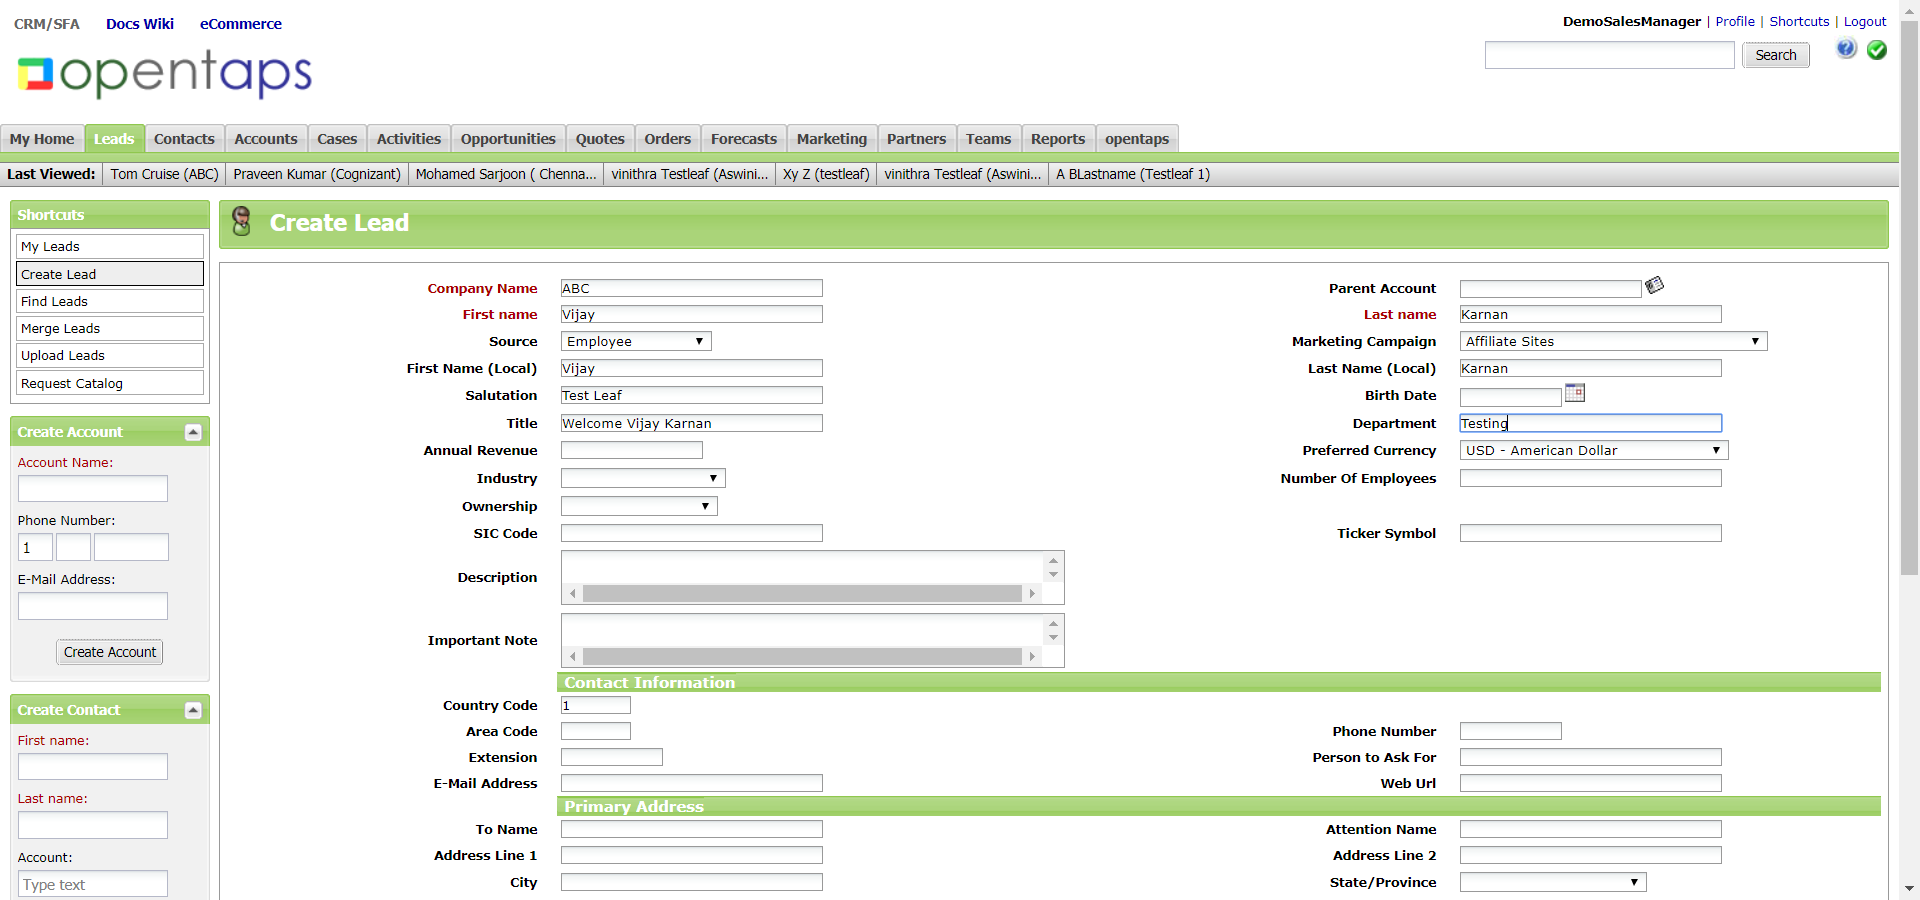 CRM/SFA Docs Wiki eCommerce
DemoSalesManager | Profile | Shortcuts | Logout
opentaps
Search
My Home Leads Contacts Accounts Cases Activities Opportunities Quotes Orders Forecasts Marketing Partners Teams Reports opentaps
Last Viewed: Tom Cruise (ABC) Praveen Kumar (Cognizant) Mohamed Sarjoon ( Chenna... vinithra Testleaf (Aswini... Xy Z (testleaf) vinithra Testleaf (Aswini... A BLastname (Testleaf 1)
Shortcuts
My Leads
Create Lead
Find Leads
Merge Leads
Upload Leads
Request Catalog
Create Account
Account Name:
Phone Number:
1
E-Mail Address:
Create Account
Create Contact
First name:
Last name:
Account:
Type text
Create Lead
Company Name ABC Parent Account
First name Vijay Last name Karnan
Source Employee Marketing Campaign Affiliate Sites
First Name (Local) Vijay Last Name (Local) Karnan
Salutation Test Leaf Birth Date
Title Welcome Vijay Karnan Department Testing
Annual Revenue Preferred Currency USD - American Dollar
Industry Number Of Employees
Ownership
SIC Code Ticker Symbol
Description
Important Note
Contact Information
Country Code 1
Area Code Phone Number
Extension Person to Ask For
E-Mail Address Web Url
Primary Address
To Name Attention Name
Address Line 1 Address Line 2
City State/Province